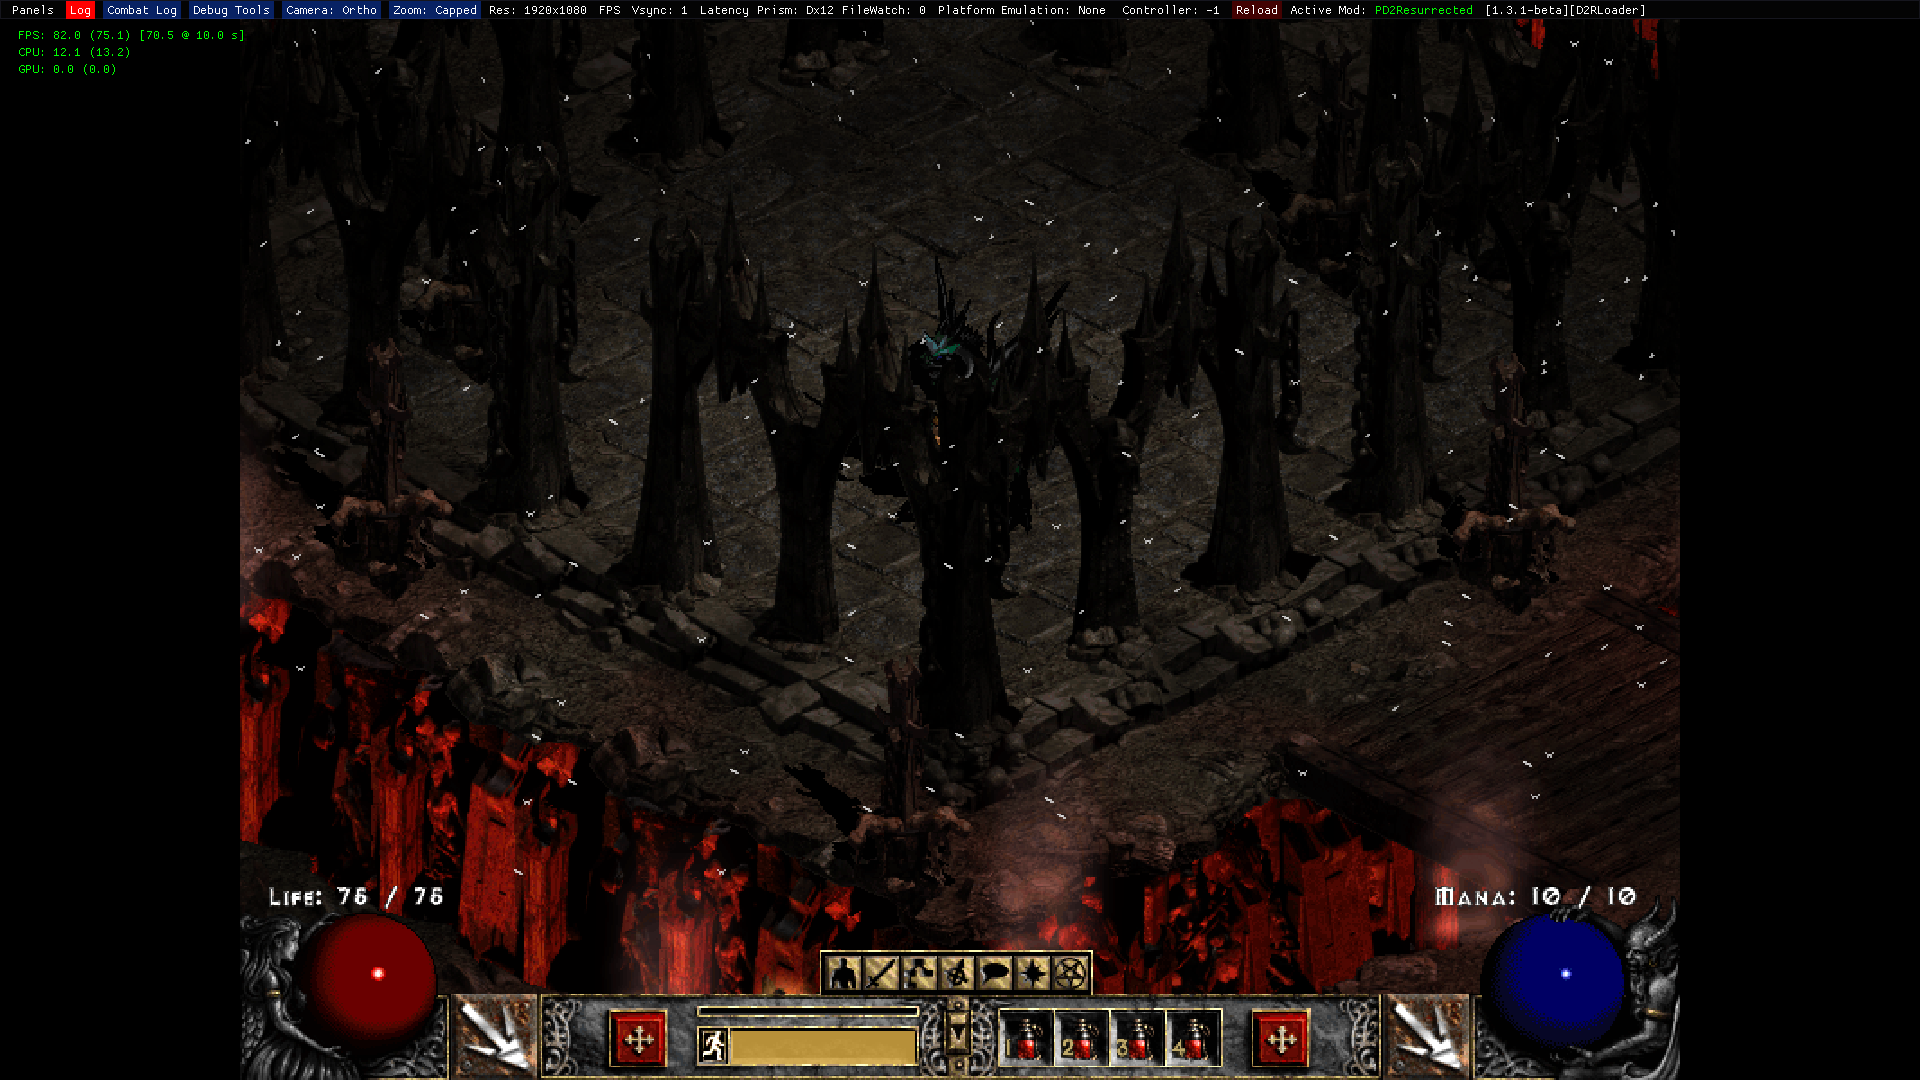 Panels Log Combat Log Debug Tools Camera: Ortho Zoom: Capped Res: 1920x1080 FPS Vsync: 1 Latency Prism: Dx12 FileWatch: 0 Platform Emulation: None Controller: -1 Reload Active Mod: PD2Resurrected [1.3.1-beta][D2RLoader]
FPS: 82.0 (75.1) [70.5 @ 10.0 s]
CPU: 12.1 (13.2)
GPU: 0.0 (0.0)
Life: 76 / 76 Mana: 10 / 10
1 2 3 4